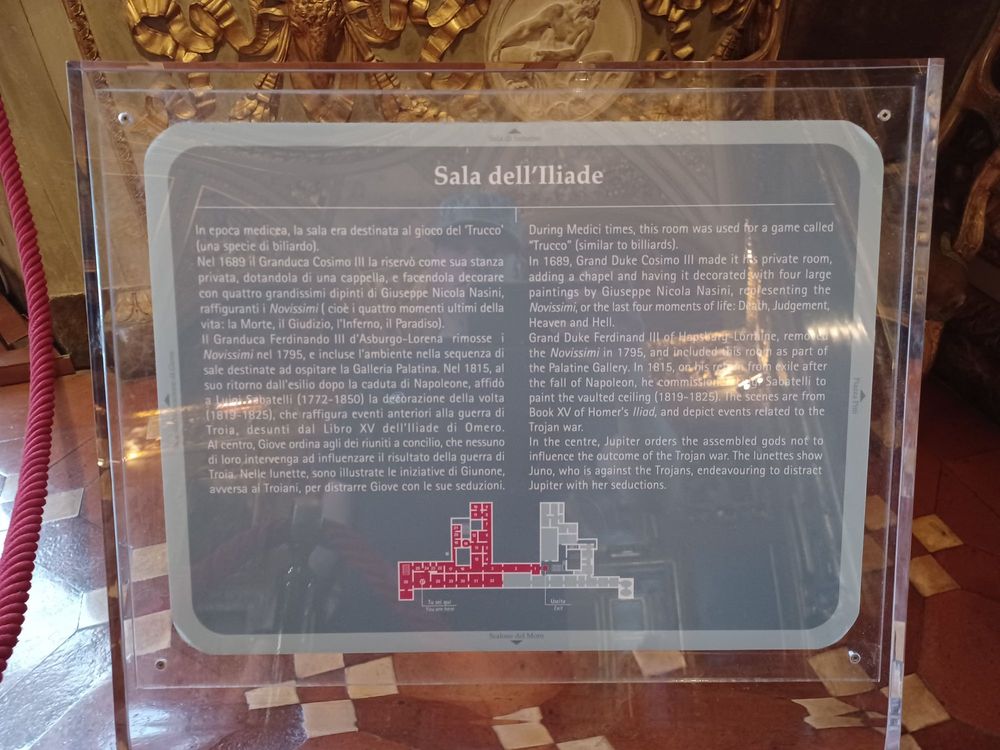 Sala dell'Iliade
In epoca medicea, la sala era destinata al gioco del 'Trucco'
(una specie di biliardo).
Nel 1689 il Granduca Cosimo III la riservò come sua stanza
privata, dotandola di una cappella, e facendola decorare
con quattro grandissimi dipinti di Giuseppe Nicola Nasini,
raffiguranti i Novissimi ( cioè i quattro momenti ultimi della
vita: la Morte, il Giudizio, l'Inferno, il Paradiso).
Il Granduca Ferdinando III d'Asburgo-Lorena rimosse i
Novissimi nel 1795, e incluse l'ambiente nella sequenza di
sale destinate ad ospitare la Galleria Palatina. Nel 1815, al
suo ritorno dall'esilio dopo la caduta di Napoleone, affidò
a Luigi Sabatelli (1772-1850) la decorazione della volta
(1819-1825), che raffigura eventi anteriori alla guerra di
Troia, desunti dal Libro XV dell'Iliade di Omero.
Al centro, Giove ordina agli dei riuniti a concilio, che nessuno
di loro intervenga ad influenzare il risultato della guerra di
Troia. Nelle lunette, sono illustrate le iniziative di Giunone,
avversa ai Troiani, per distrarre Giove con le sue seduzioni.
During Medici times, this room was used for a game called
"Trucco" (similar to billiards).
In 1689, Grand Duke Cosimo III made it his private room,
adding a chapel and having it decorated with four large
paintings by Giuseppe Nicola Nasini, representing the
Novissimi, or the last four moments of life: Death, Judgement,
Heaven and Hell.
Grand Duke Ferdinand III of Hapsburg-Lorraine, removed
the Novissimi in 1795, and included this room as part of
the Palatine Gallery. In 1815, on his return from exile after
the fall of Napoleon, he commissioned Sabatelli to
paint the vaulted ceiling (1819-1825). The scenes are from
Book XV of Homer's Iliad, and depict events related to the
Trojan war.
In the centre, Jupiter orders the assembled gods not to
influence the outcome of the Trojan war. The lunettes show
Juno, who is against the Trojans, endeavouring to distract
Jupiter with her seductions.
Tu sei qui
You are here
Uscita
Exit
Scalone del Moro
Piazza Pitti